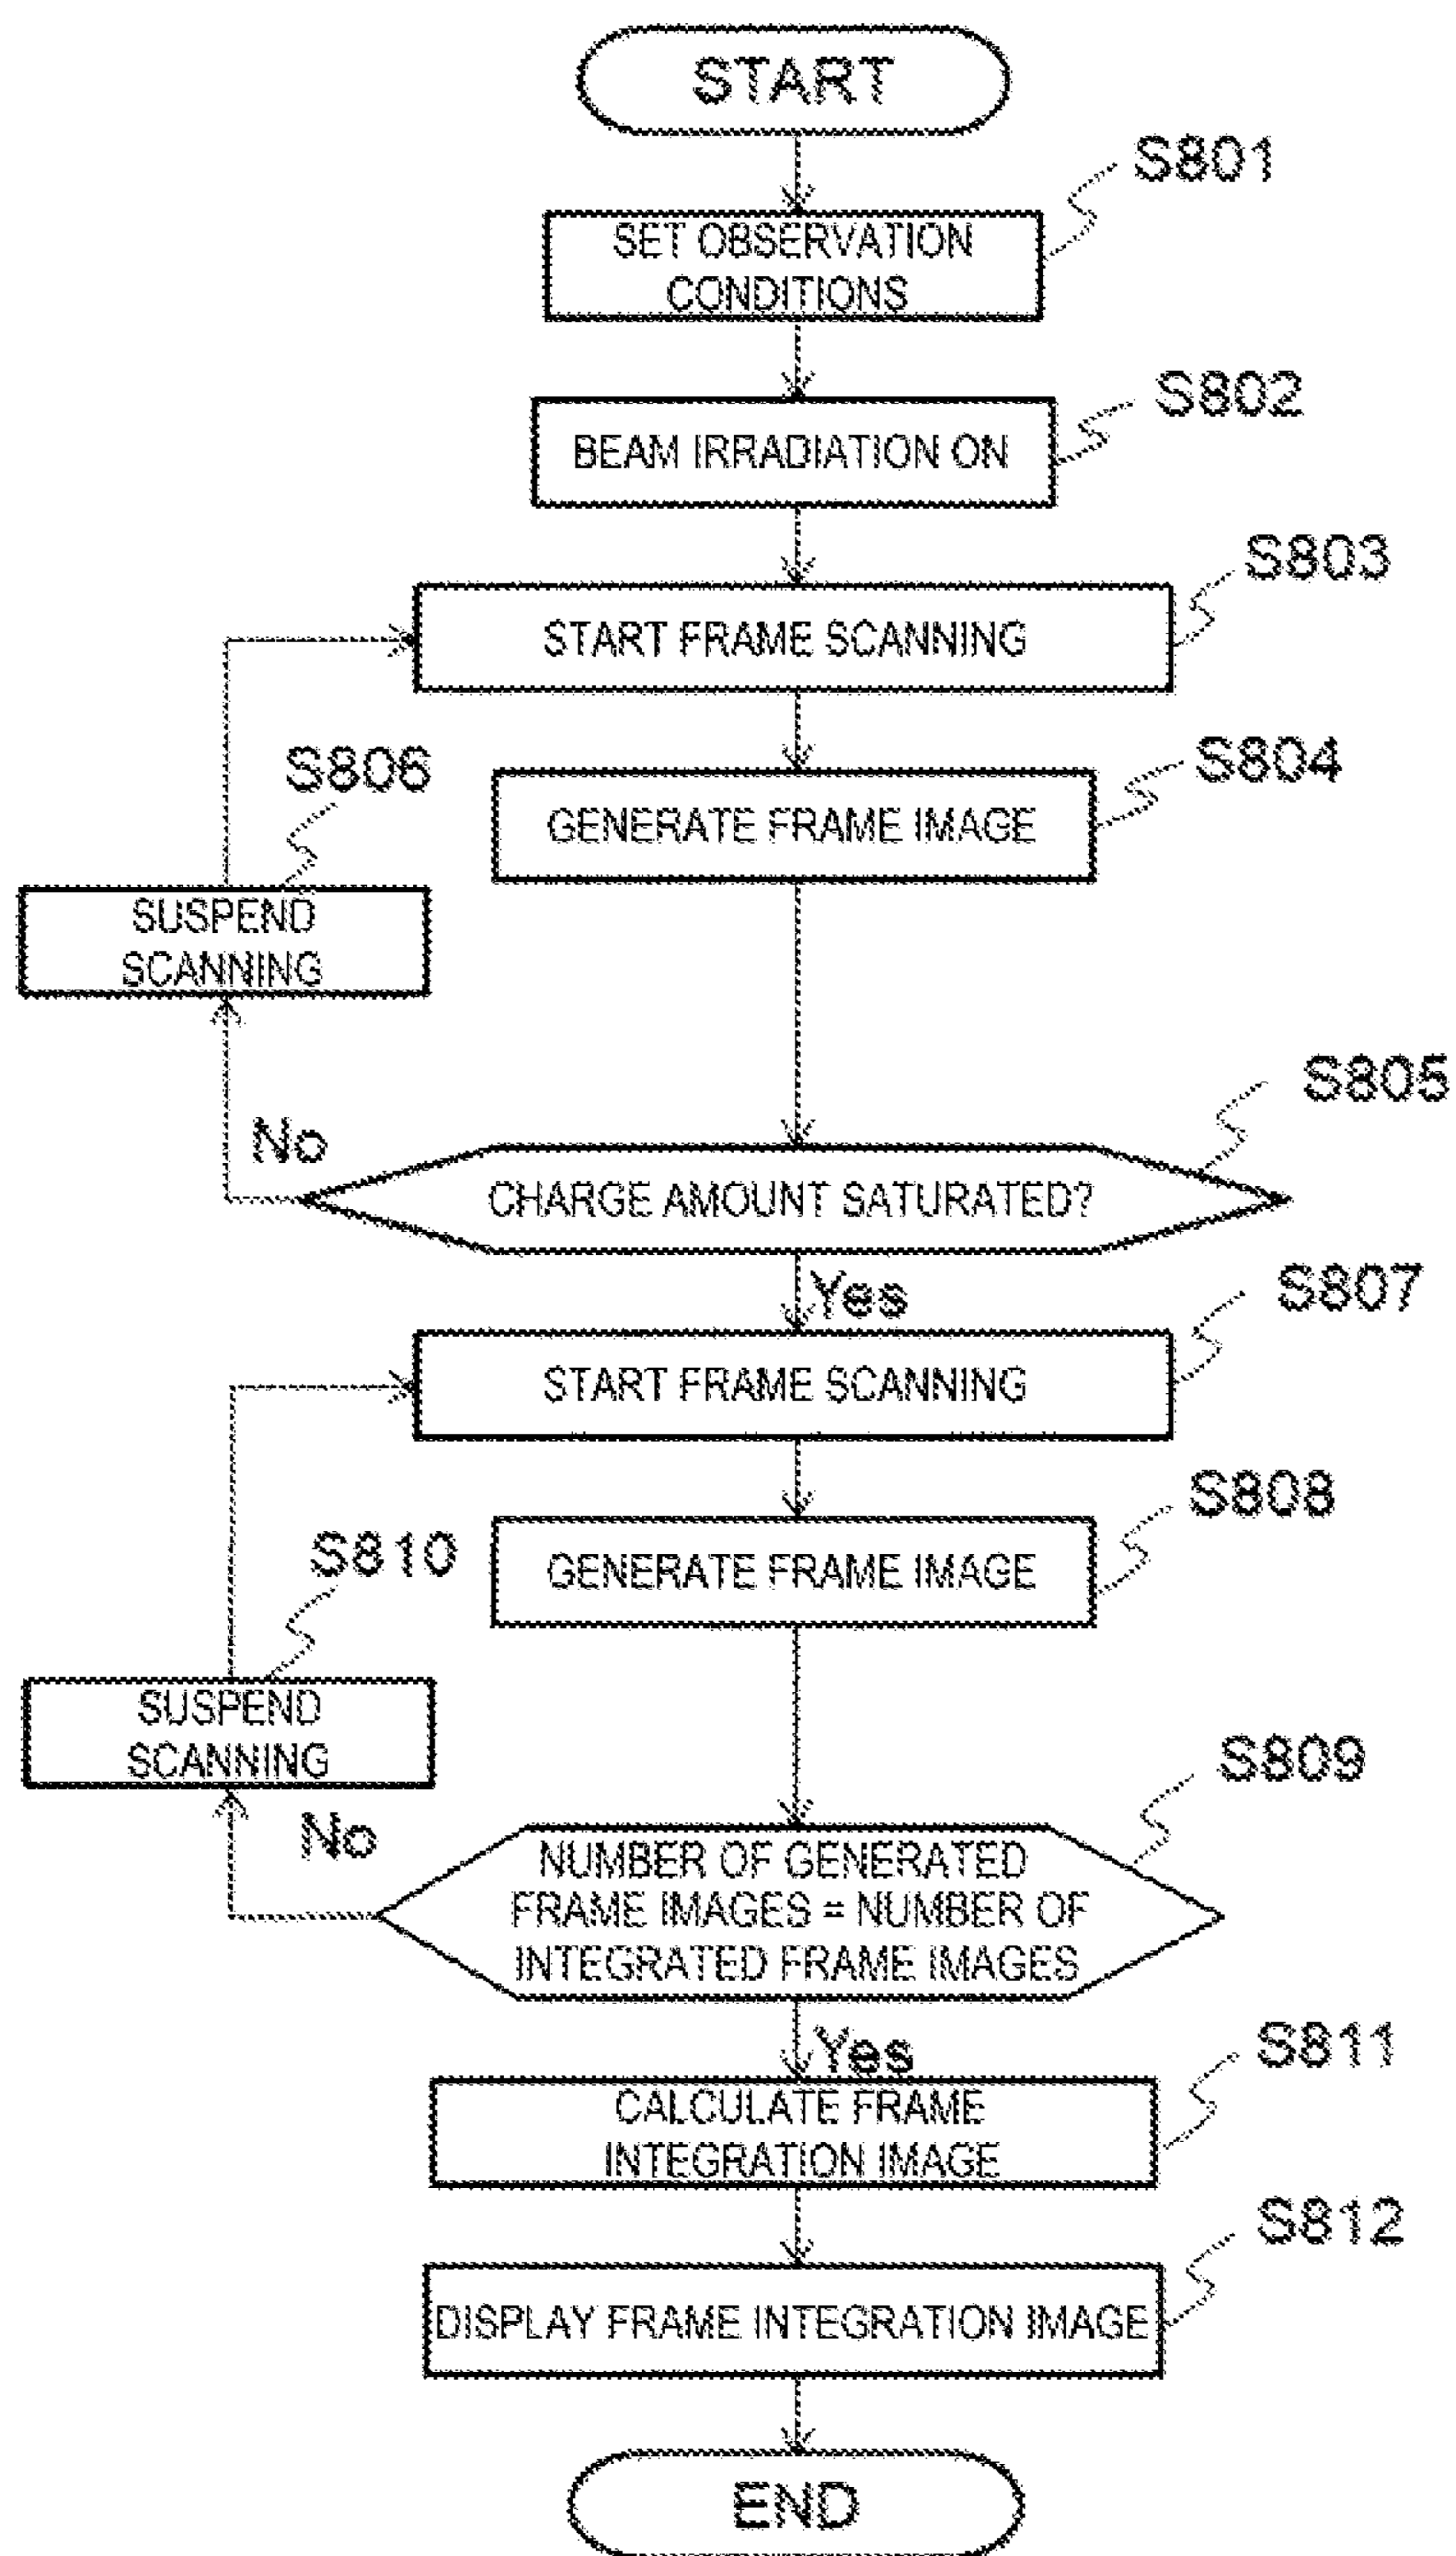 START
S801
SET OBSERVATION
CONDITIONS
S802
BEAM IRRADIATION ON
S803
START FRAME SCANNING
S804
GENERATE FRAME IMAGE
S806
SUSPEND
SCANNING
S805
No
CHARGE AMOUNT SATURATED?
Yes
S807
START FRAME SCANNING
S808
GENERATE FRAME IMAGE
S810
SUSPEND
SCANNING
S809
No
NUMBER OF GENERATED
FRAME IMAGES = NUMBER OF
INTEGRATED FRAME IMAGES
Yes
S811
CALCULATE FRAME
INTEGRATION IMAGE
S812
DISPLAY FRAME INTEGRATION IMAGE
END